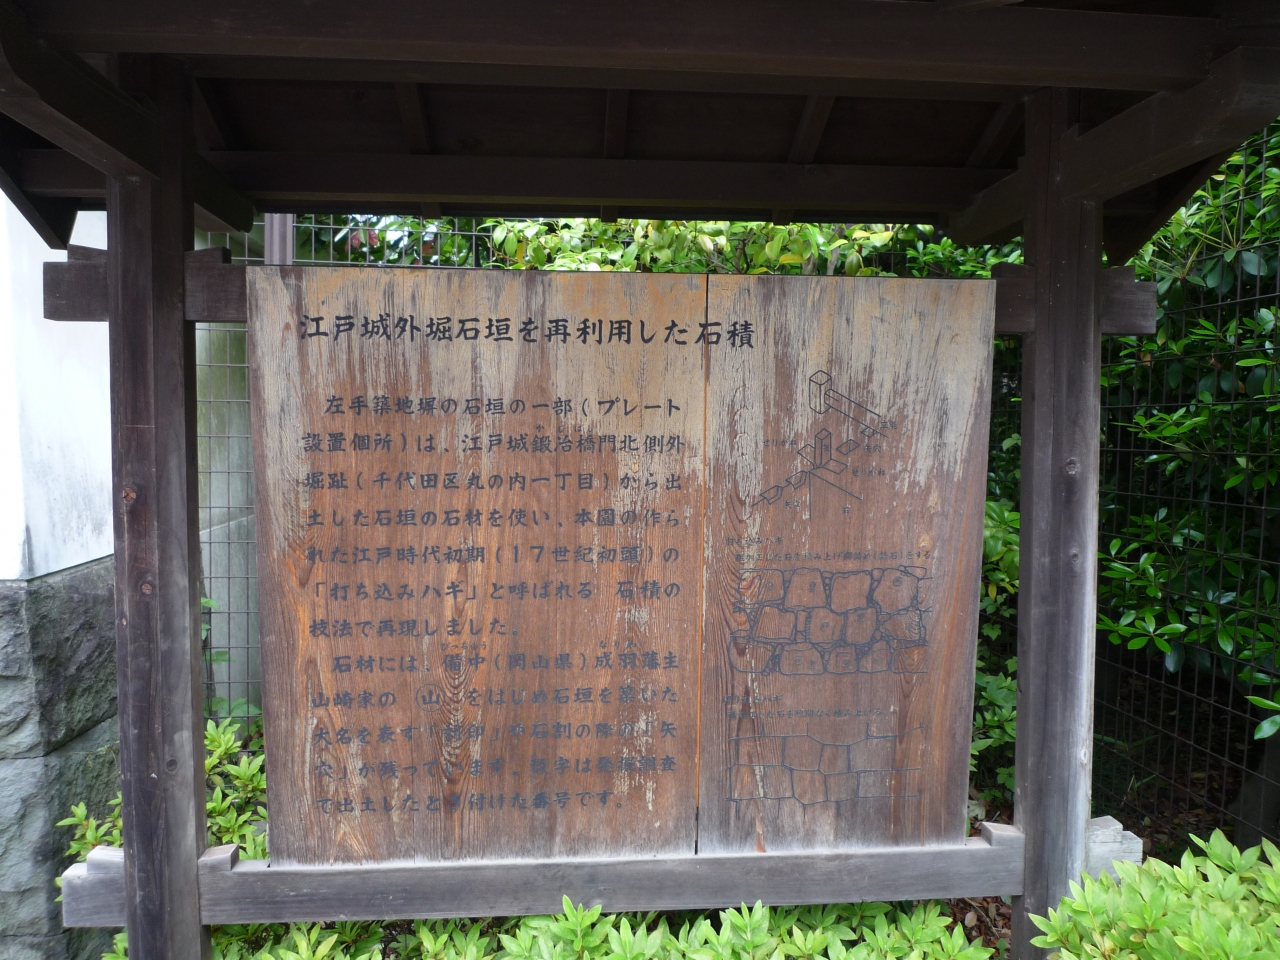 江戸城外堀石垣を再利用した石積
左手築地塀の石垣の一部(プレート
設置個所)は、江戸城鍛冶橋門北側外
堀趾(千代田区丸の内一丁目)から出
土した石垣の石材を使い、本園の作ら
れた江戸時代初期(17世紀初頭)の
「打ち込みハギ」と呼ばれる 石積の
技法で再現しました。
石材には、備中(岡山県)成羽藩主
山崎家の (山)をはじめ石垣を築いた
大名を表す「刻印」や石割の際の「矢
穴」が残っています。数字は発掘調査
で出土したとき付けた番号です。